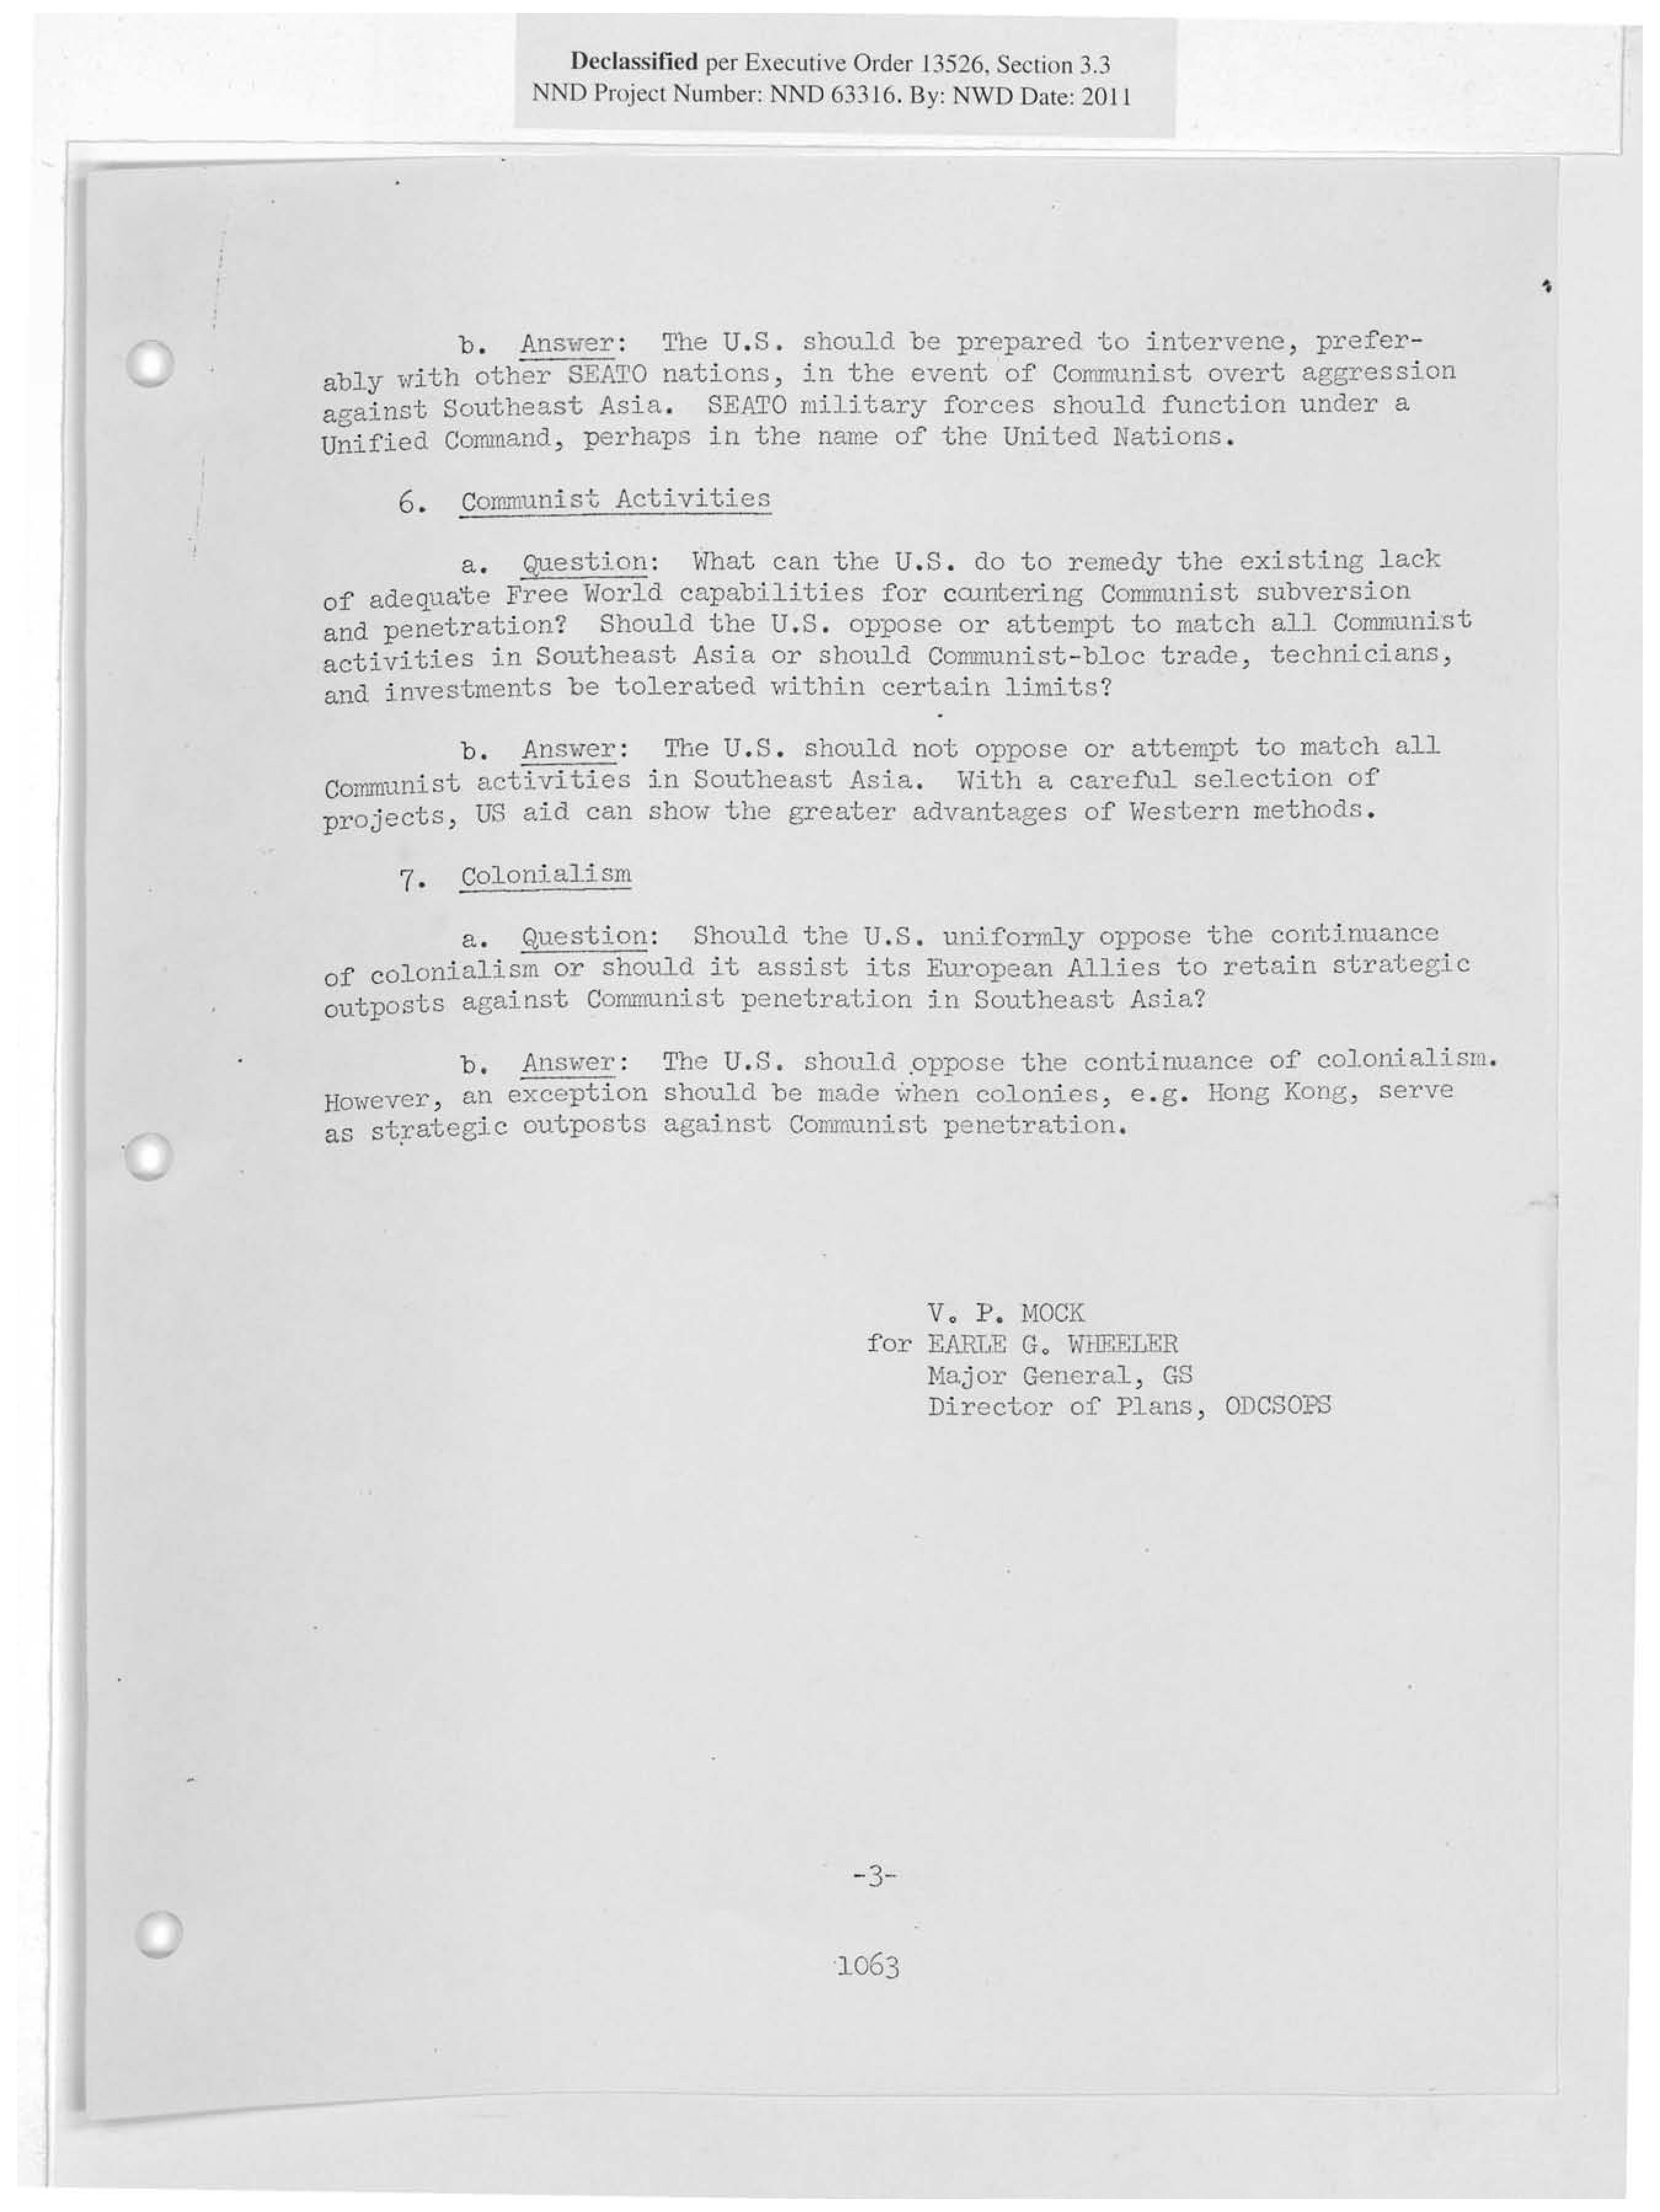 Declassified per Executive Order 13526, Section 3.3
NND Project Number: NND 63316. By: NWD Date: 2011
b. Answer: The U.S. should be prepared to intervene, prefer-
ably with other SEATO nations, in the event of Communist overt aggression
against Southeast Asia. SEATO military forces should function under a
Unified Command, perhaps in the name of the United Nations.
6. Communist Activities
a. Question: What can the U.S. do to remedy the existing lack
of adequate Free World capabilities for countering Communist subversion
and penetration? Should the U.S. oppose or attempt to match all Communist
activities in Southeast Asia or should Communist-bloc trade, technicians,
and investments be tolerated within certain limits?
b. Answer: The U.S. should not oppose or attempt to match all
Communist activities in Southeast Asia. With a careful selection of
projects, US aid can show the greater advantages of Western methods.
7. Colonialism
a. Question: Should the U.S. uniformly oppose the continuance
of colonialism or should it assist its European Allies to retain strategic
outposts against Communist penetration in Southeast Asia?
b. Answer: The U.S. should oppose the continuance of colonialism.
However, an exception should be made when colonies, e.g. Hong Kong, serve
as strategic outposts against Communist penetration.
V. P. MOCK
for EARLE G. WHEELER
Major General, GS
Director of Plans, ODCSOPS
-3-
1063